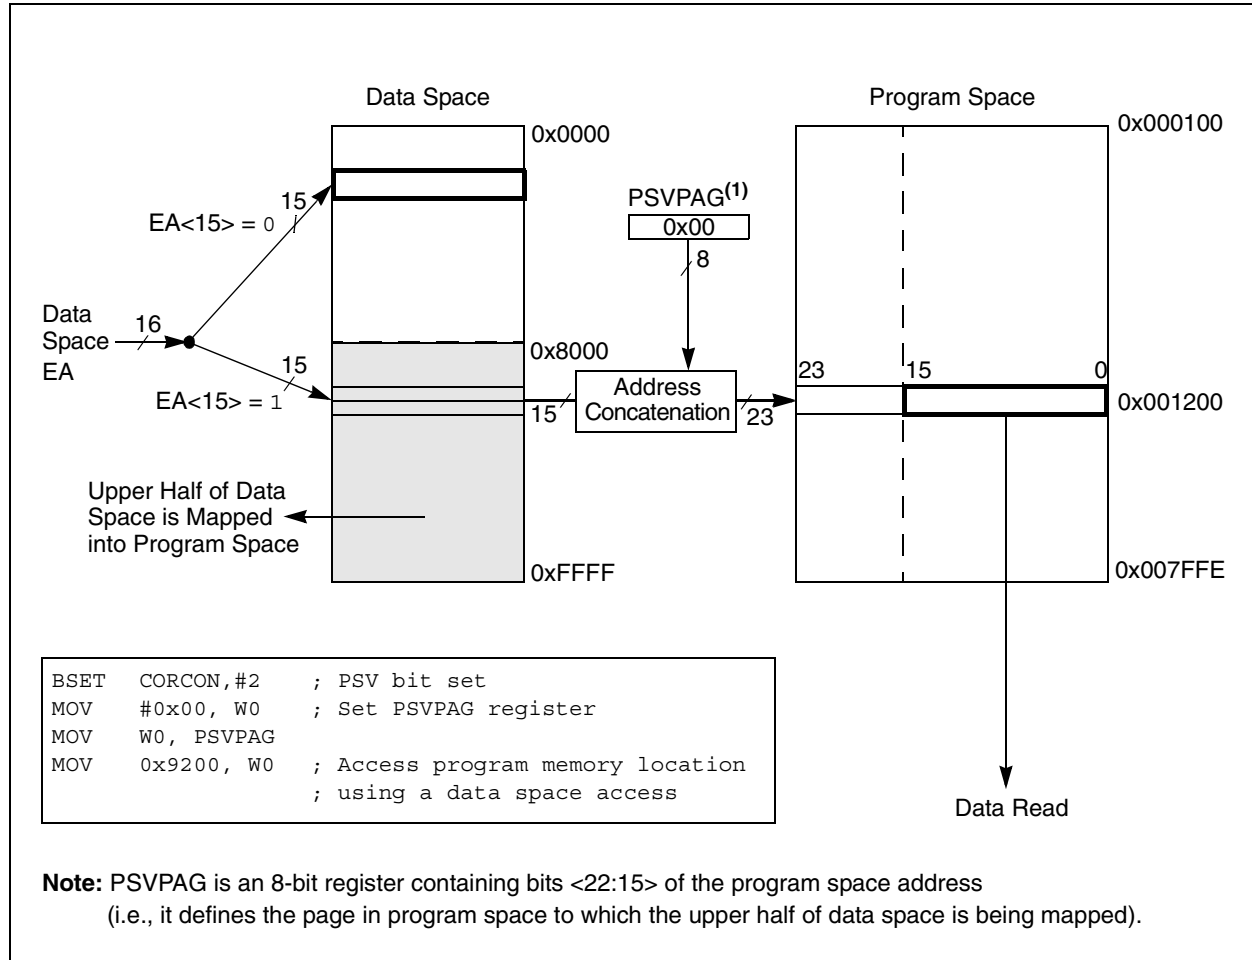 Data Space
Program Space
0x0000
0x000100
15
EA<15> = 0
PSVPAG(1)
0x00
8
Data
Space
EA
16
0x8000
15
EA<15> = 1
15
Address
Concatenation
23
23
15
0
0x001200
Upper Half of Data
Space is Mapped
into Program Space
0xFFFF
0x007FFE
BSET CORCON,#2 ; PSV bit set
MOV #0x00, W0 ; Set PSVPAG register
MOV W0, PSVPAG
MOV 0x9200, W0 ; Access program memory location
; using a data space access
Data Read
Note: PSVPAG is an 8-bit register containing bits <22:15> of the program space address
(i.e., it defines the page in program space to which the upper half of data space is being mapped).